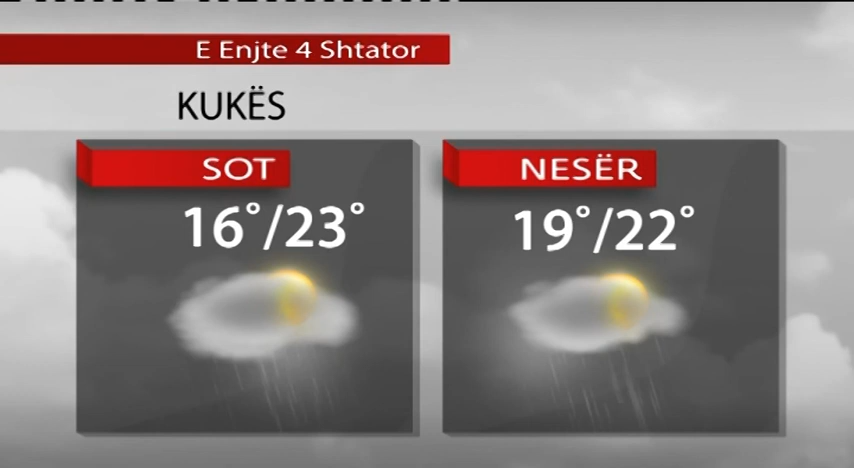 E Enjte 4 Shtator
KUKËS
SOT
16°/23°
NESËR
19°/22°